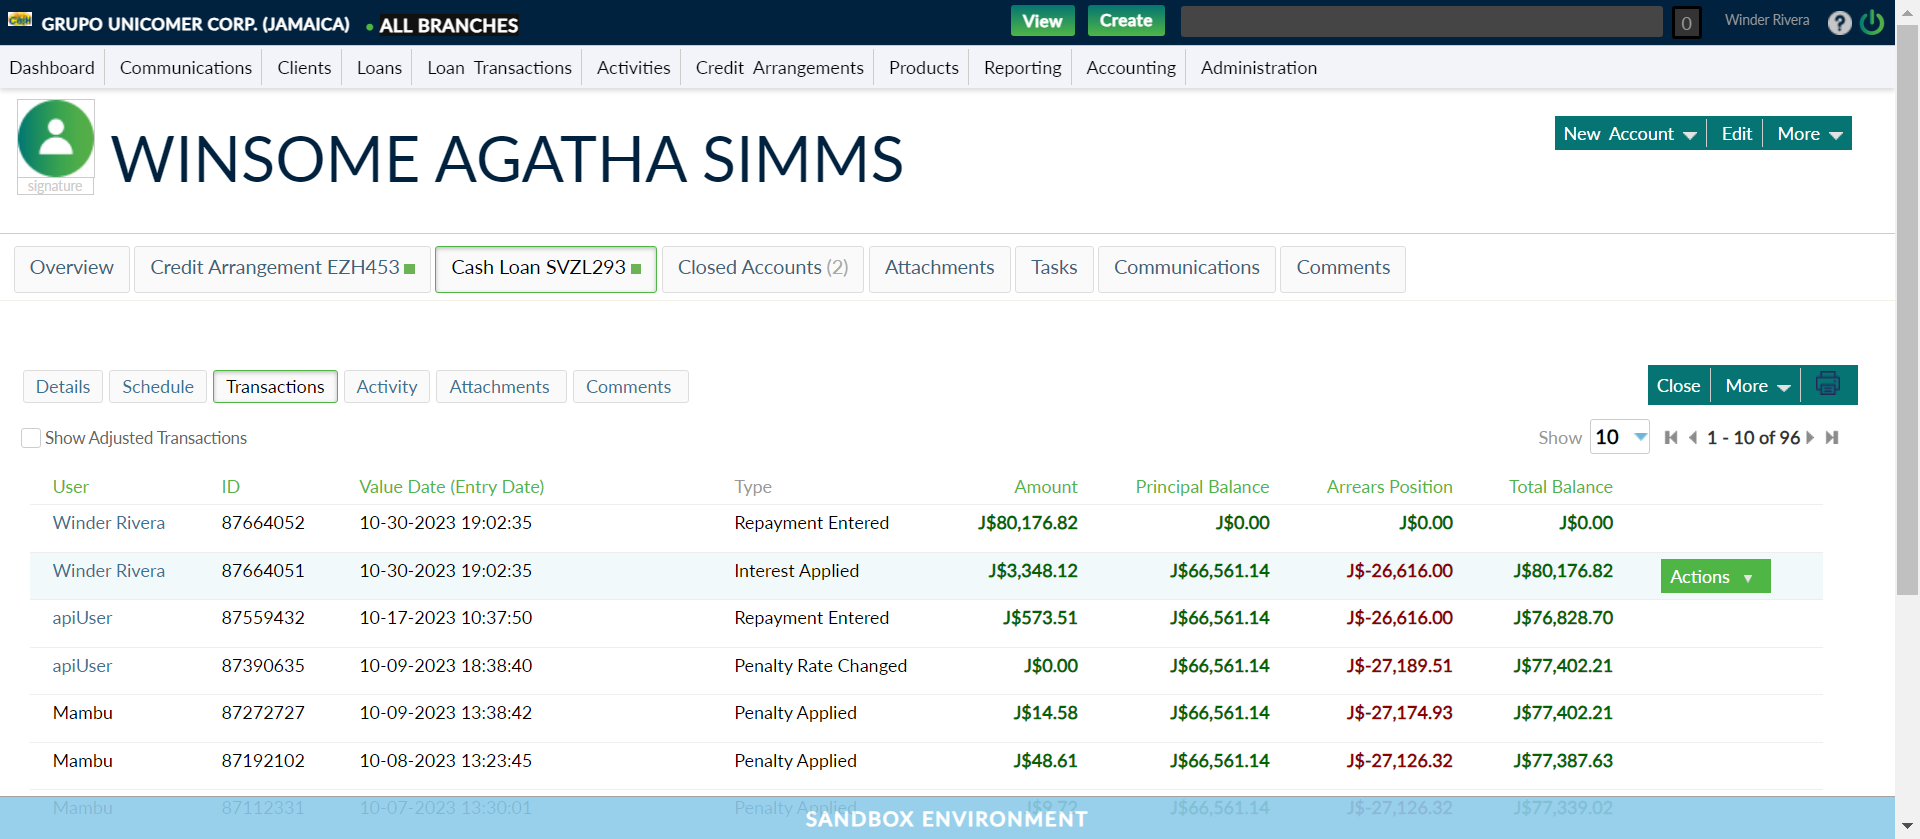 Cash GRUPO UNICOMER CORP. (JAMAICA) • ALL BRANCHES View Create 0 Winder Rivera ?
Dashboard Communications Clients Loans Loan Transactions Activities Credit Arrangements Products Reporting Accounting Administration
WINSOME AGATHA SIMMS
signature
New Account Edit More
Overview Credit Arrangement EZH453 Cash Loan SVZL293 Closed Accounts (2) Attachments Tasks Communications Comments
Details Schedule Transactions Activity Attachments Comments Close More
Show Adjusted Transactions Show 10 1 - 10 of 96
User ID Value Date (Entry Date) Type Amount Principal Balance Arrears Position Total Balance
Winder Rivera 87664052 10-30-2023 19:02:35 Repayment Entered J$80,176.82 J$0.00 J$0.00 J$0.00
Winder Rivera 87664051 10-30-2023 19:02:35 Interest Applied J$3,348.12 J$66,561.14 J$-26,616.00 J$80,176.82 Actions
apiUser 87559432 10-17-2023 10:37:50 Repayment Entered J$573.51 J$66,561.14 J$-26,616.00 J$76,828.70
apiUser 87390635 10-09-2023 18:38:40 Penalty Rate Changed J$0.00 J$66,561.14 J$-27,189.51 J$77,402.21
Mambu 87272727 10-09-2023 13:38:42 Penalty Applied J$14.58 J$66,561.14 J$-27,174.93 J$77,402.21
Mambu 87192102 10-08-2023 13:23:45 Penalty Applied J$48.61 J$66,561.14 J$-27,126.32 J$77,387.63
Mambu 87112331 10-07-2023 13:30:01 Penalty Applied J$9.72 J$66,561.14 J$-27,126.32 J$77,339.02
SANDBOX ENVIRONMENT